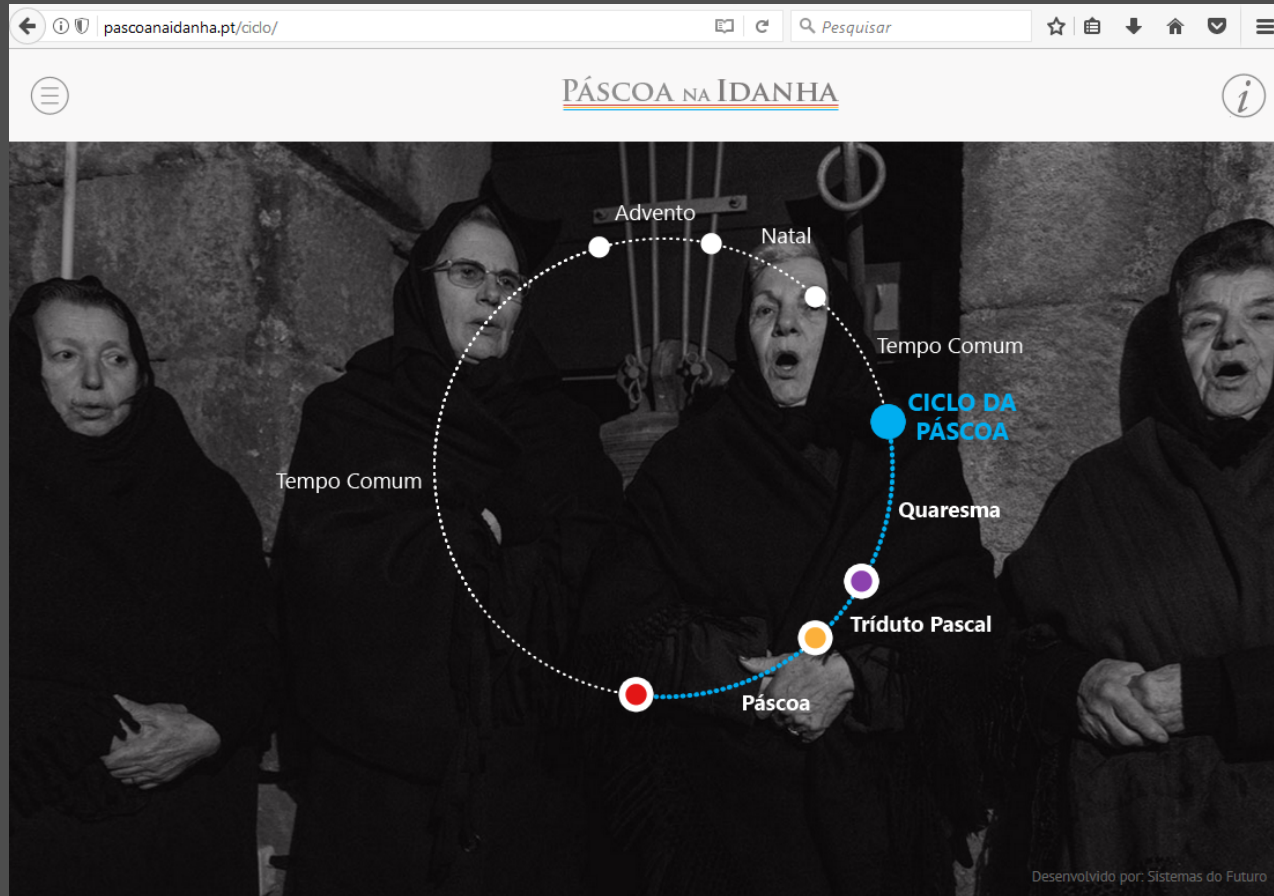 pascoanaidanha.pt/ciclo/
Pesquisar
PÁSCOA NA IDANHA
i
Advento
Natal
Tempo Comum
CICLO DA
PÁSCOA
Tempo Comum
Quaresma
Tríduto Pascal
Páscoa
Desenvolvido por: Sistemas do Futuro